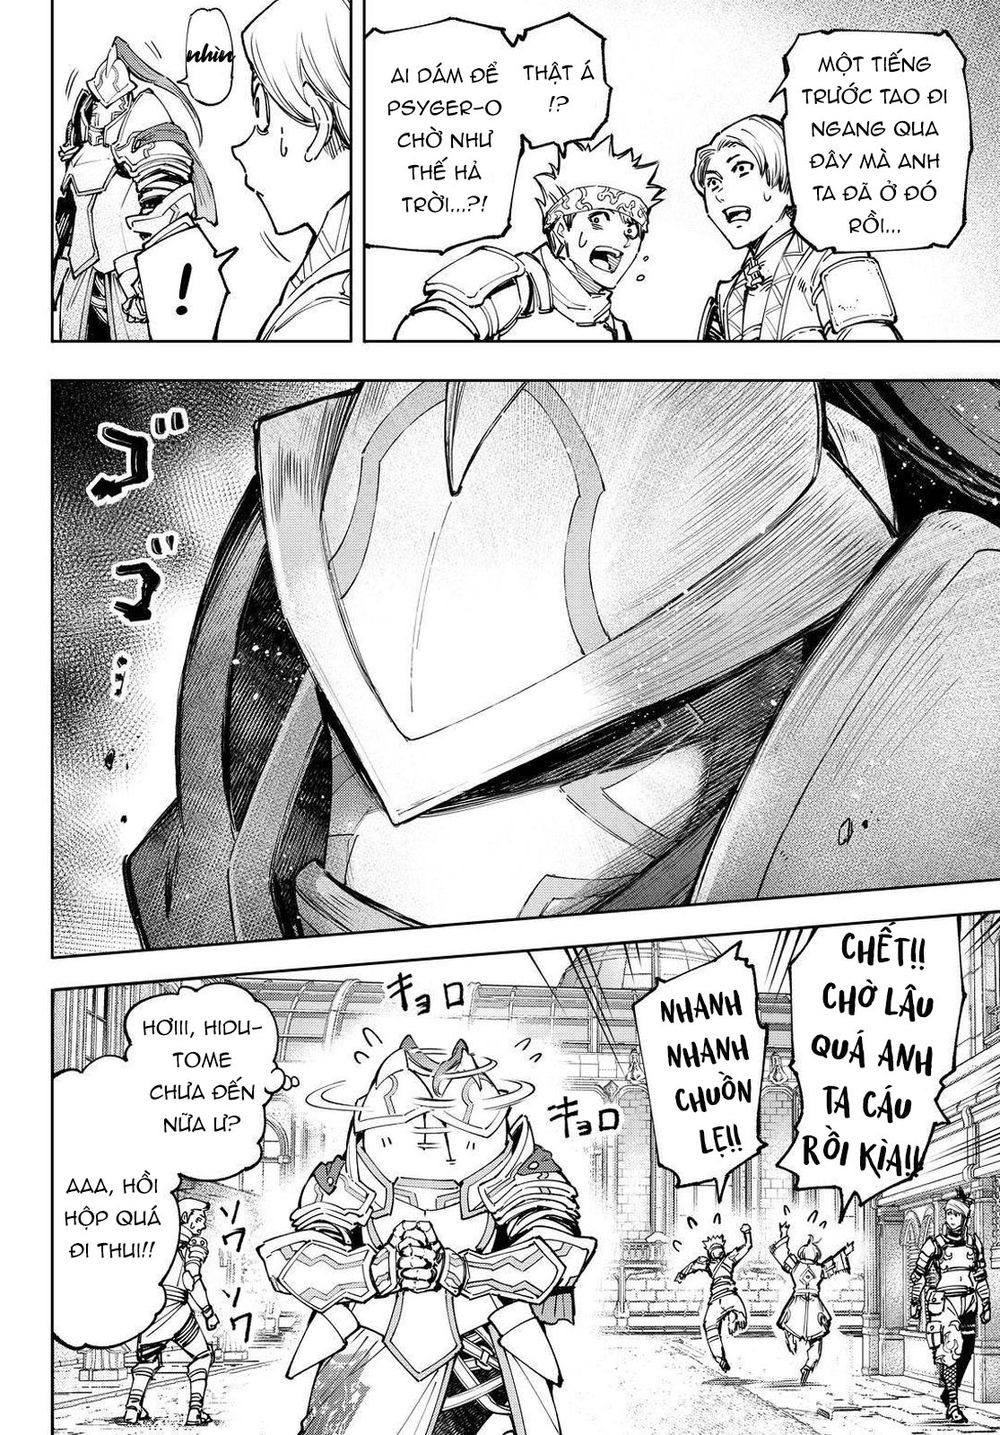 MỘT TIẾNG
TRƯỚC TAO ĐI
NGANG QUA
ĐÂY MÀ ANH
TA ĐÃ Ở ĐÓ
RỒI...
THẬT Á
!?
AI DÁM ĐỂ
PSYGER-O
CHỜ NHƯ
THẾ HẢ
TRỜI...?!
nhìn
!
ゴ
ゴ
CHẾT!!
CHỜ LÂU
QUÁ ANH
TA CÁU
RỒI KÌA!!
NHANH
NHANH
CHUỒN
LẸ!!
キョロ
キョロ
HƠIII, HIDU-
TOME
CHƯA ĐẾN
NỮA Ư?
AAA, HỒI
HỘP QUÁ
ĐI THUI!!
ソワ
ソワ